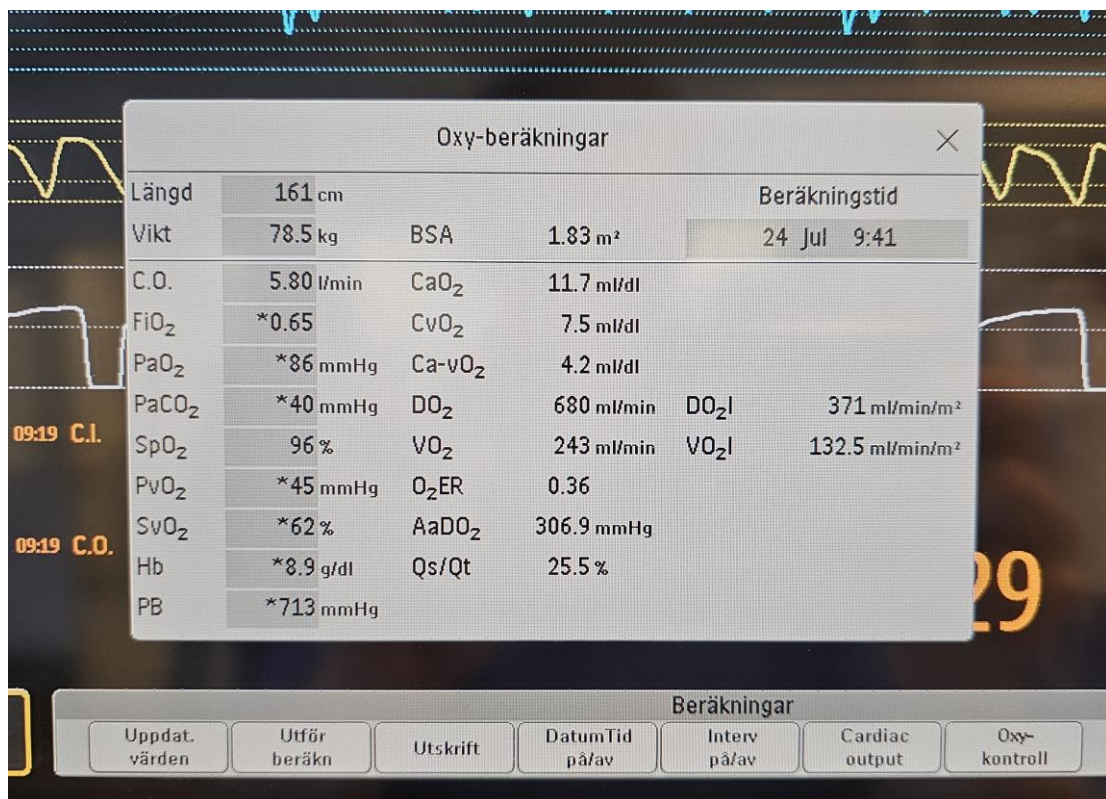 Oxy-beräkningar
Längd 161 cm Beräkningstid
Vikt 78.5 kg BSA 1.83 m² 24 Jul 9:41
C.O. 5.80 l/min CaO₂ 11.7 ml/dl
FiO₂ *0.65 CvO₂ 7.5 ml/dl
PaO₂ *86 mmHg Ca-vO₂ 4.2 ml/dl
PaCO₂ *40 mmHg DO₂ 680 ml/min DO₂I 371 ml/min/m²
09:19 C.I.
SpO₂ 96 % VO₂ 243 ml/min VO₂I 132.5 ml/min/m²
PvO₂ *45 mmHg O₂ER 0.36
SvO₂ *62 % AaDO₂ 306.9 mmHg
09:19 C.O.
Hb *8.9 g/dl Qs/Qt 25.5 %
PB *713 mmHg
29
Beräkningar
Uppdat. värden
Utför beräkn
Utskrift
DatumTid på/av
Interv på/av
Cardiac output
Oxy- kontroll